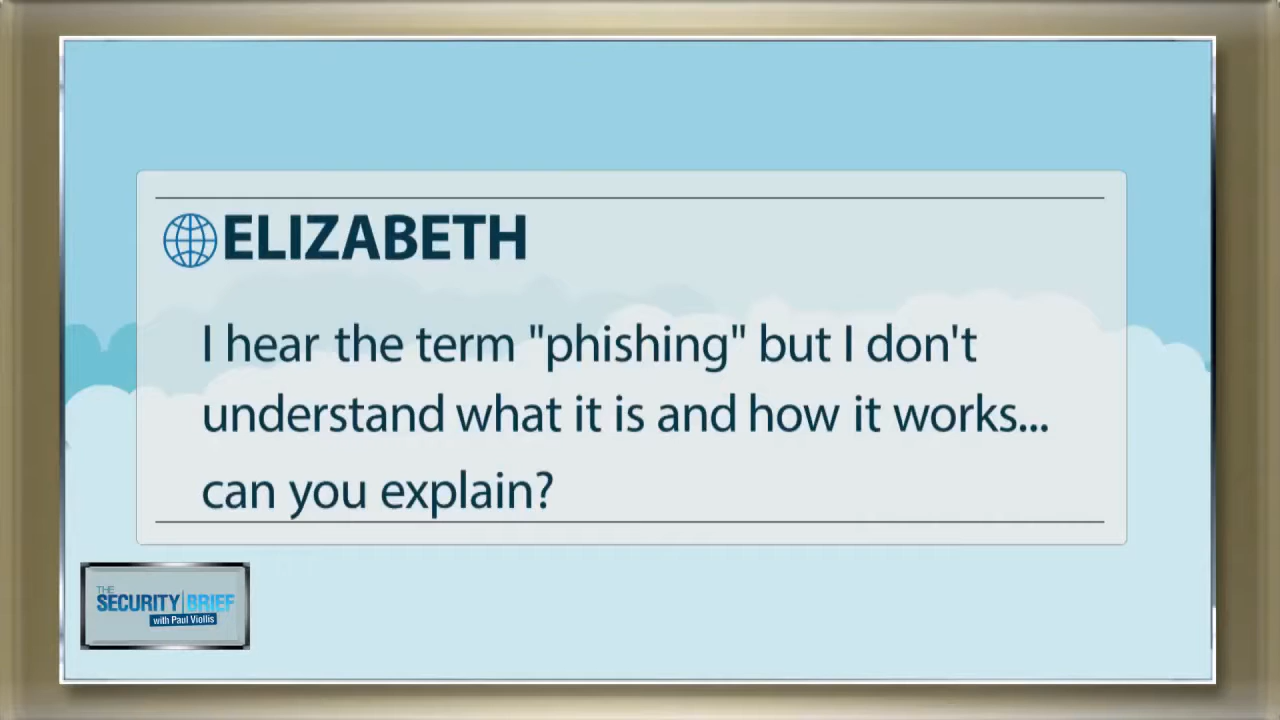 ELIZABETH
I hear the term "phishing" but I don't
understand what it is and how it works...
can you explain?
THE
SECURITY BRIEF
with Paul Viollis